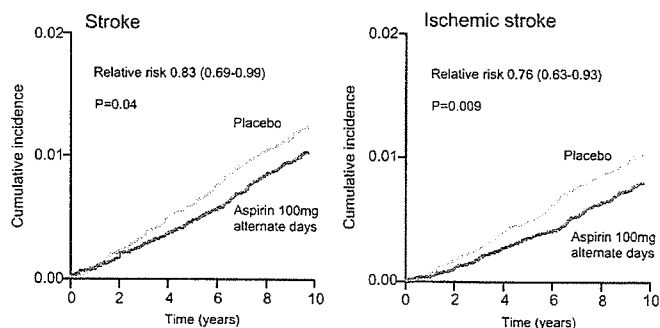 Stroke
0.02
Relative risk 0.83 (0.69-0.99)
P=0.04
Placebo
0.01
Aspirin 100mg
alternate days
0.00
0 2 4 6 8 10
Time (years)
Cumulative incidence
Ischemic stroke
0.02
Relative risk 0.76 (0.63-0.93)
P=0.009
Placebo
0.01
Aspirin 100mg
alternate days
0.00
0 2 4 6 8 10
Time (years)
Cumulative incidence